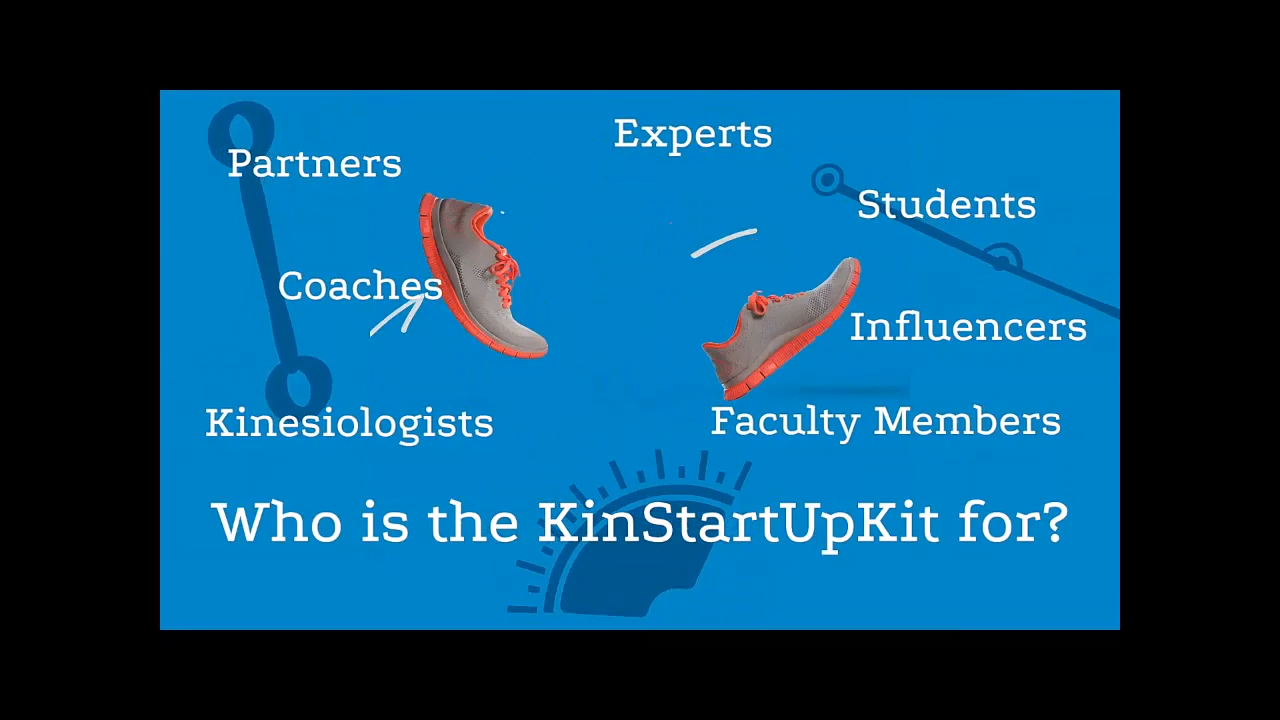 Experts
Partners
Students
Coaches
Influencers
Kinesiologists
Faculty Members
Who is the KinStartUpKit for?